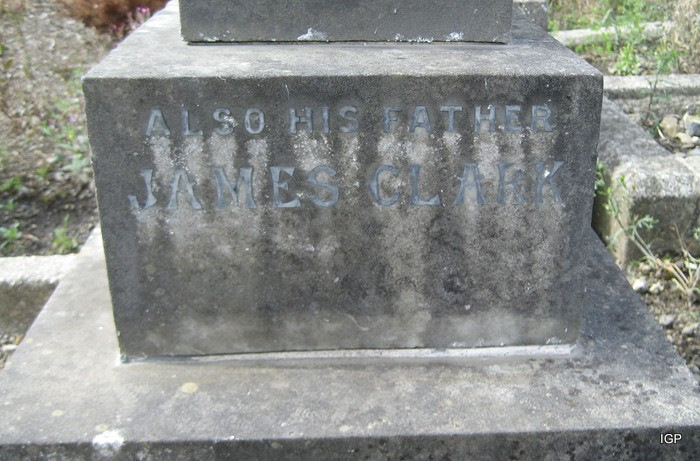 ALSO HIS FATHER
JAMES CLARK
IGP